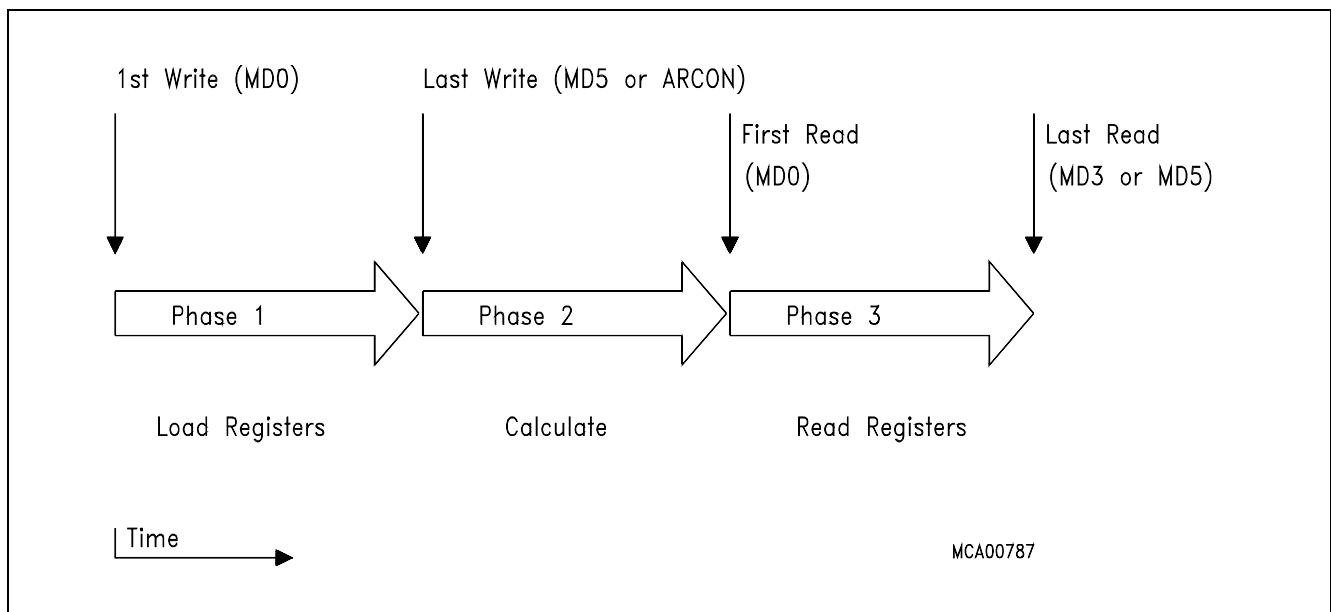 1st Write (MD0)
Last Write (MD5 or ARCON)
First Read
(MD0)
Last Read
(MD3 or MD5)
Phase 1
Phase 2
Phase 3
Load Registers
Calculate
Read Registers
Time
MCA00787